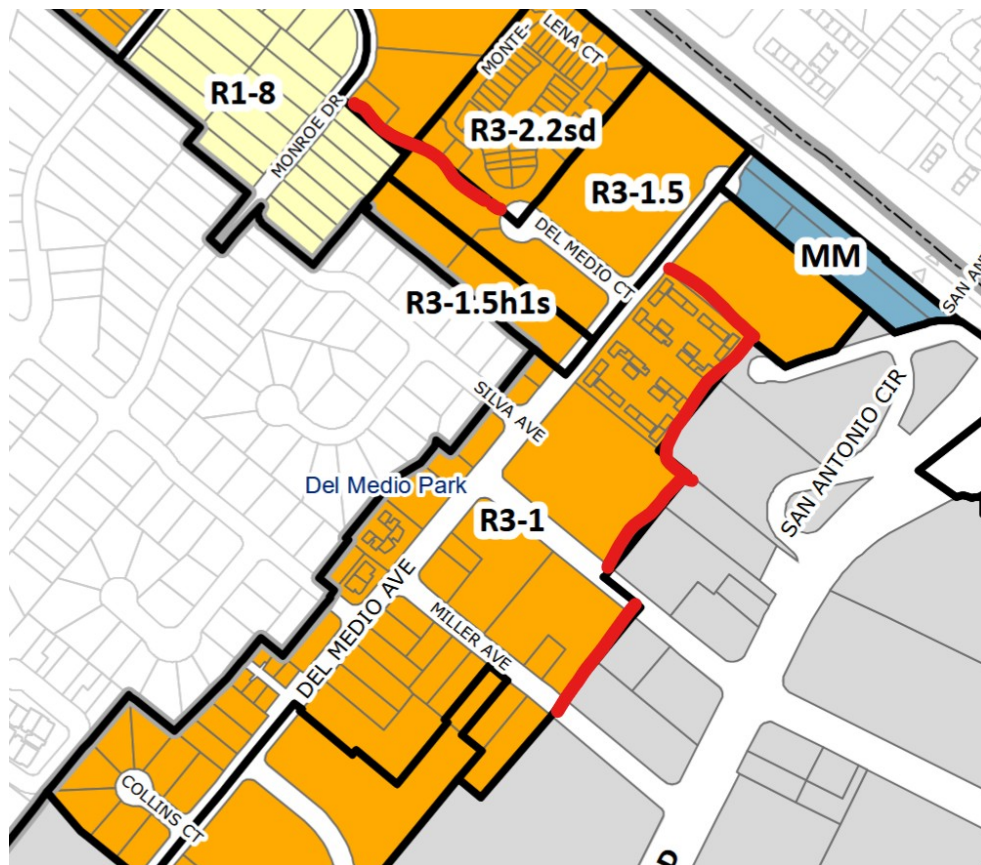 MONTE-
LENA CT
R1-8
MONROE DR
R3-2.2sd
R3-1.5
DEL MEDIO CT
MM
SAN AN
R3-1.5h1s
SILVA AVE
SAN ANTONIO CIR
Del Medio Park
R3-1
DEL MEDIO AVE
MILLER AVE
COLLINS CT
D